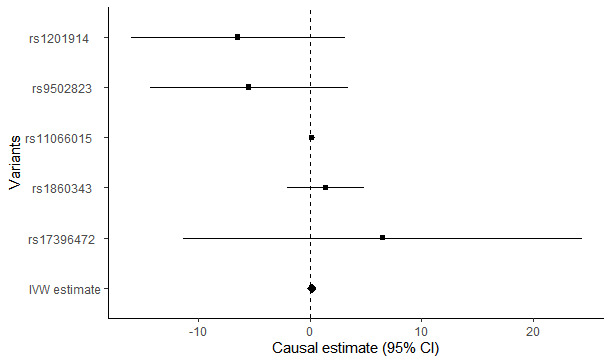 Variants
rs1201914
rs9502823
rs11066015
rs1860343
rs17396472
IVW estimate
-10 0 10 20
Causal estimate (95% CI)